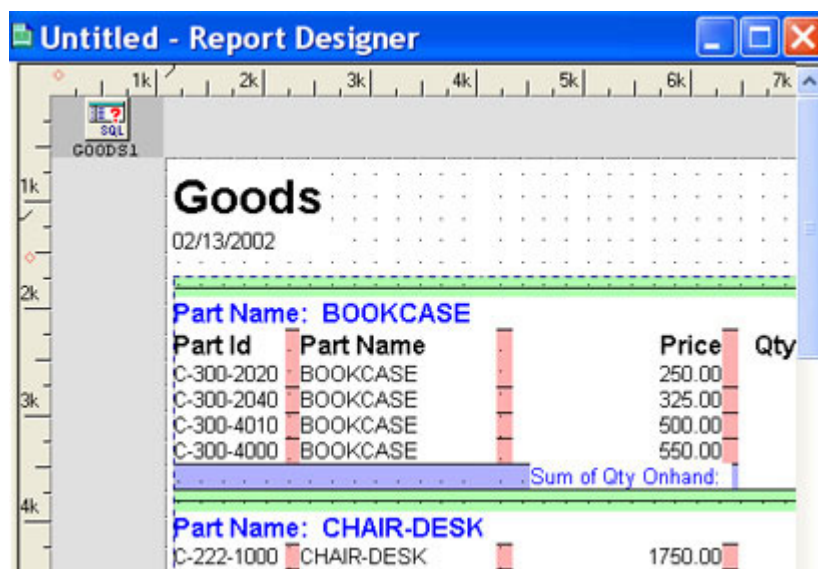 Untitled - Report Designer
1k 2k 3k 4k 5k 6k 7k
SQL
GOODS1
1k
Goods
02/13/2002
2k
Part Name: BOOKCASE
Part Id Part Name Price Qty
C-300-2020 BOOKCASE 250.00
3k
C-300-2040 BOOKCASE 325.00
C-300-4010 BOOKCASE 500.00
C-300-4000 BOOKCASE 550.00
Sum of Qty Onhand:
4k
Part Name: CHAIR-DESK
C-222-1000 CHAIR-DESK 1750.00